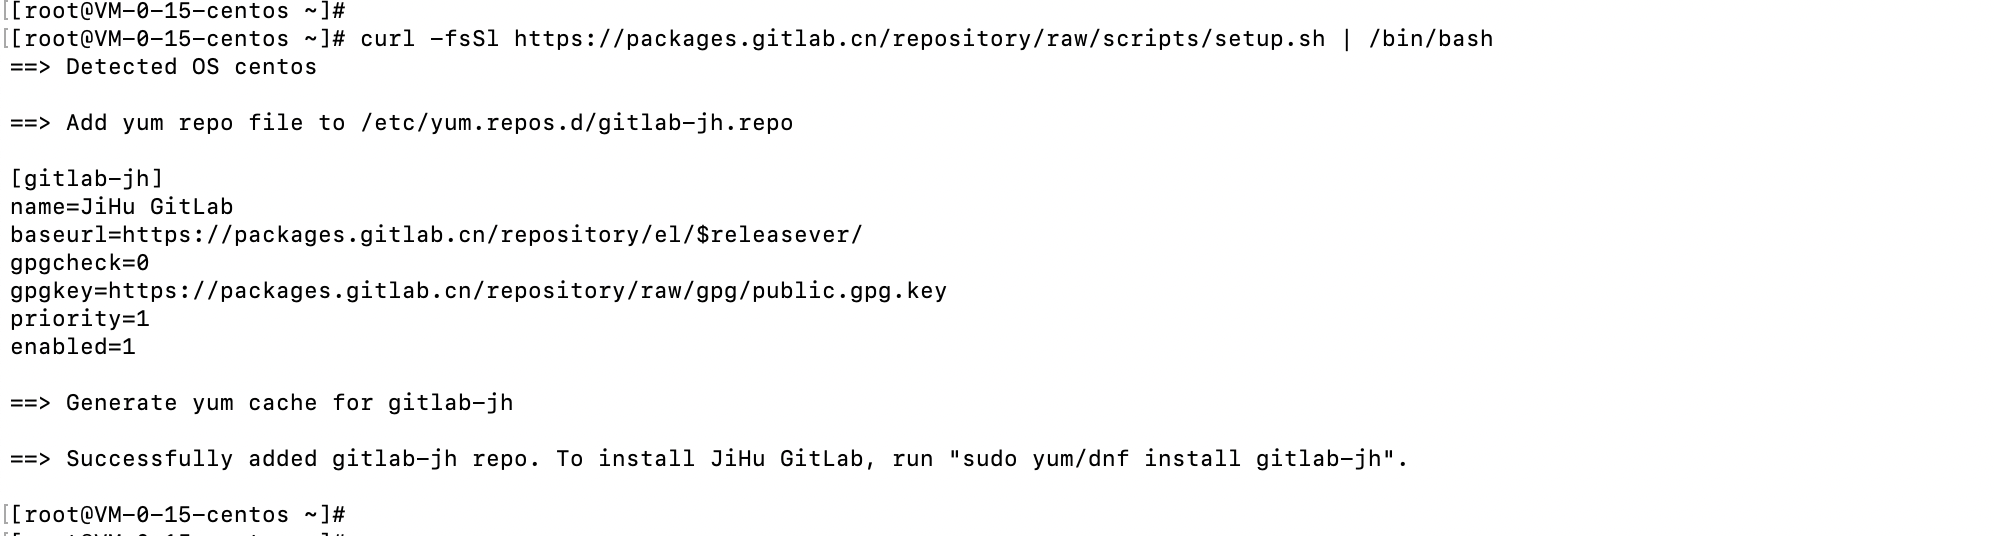 [[root@VM-0-15-centos ~]#
[[root@VM-0-15-centos ~]# curl -fsSl https://packages.gitlab.cn/repository/raw/scripts/setup.sh | /bin/bash
==> Detected OS centos
==> Add yum repo file to /etc/yum.repos.d/gitlab-jh.repo
[gitlab-jh]
name=JiHu GitLab
baseurl=https://packages.gitlab.cn/repository/el/$releasever/
gpgcheck=0
gpgkey=https://packages.gitlab.cn/repository/raw/gpg/public.gpg.key
priority=1
enabled=1
==> Generate yum cache for gitlab-jh
==> Successfully added gitlab-jh repo. To install JiHu GitLab, run "sudo yum/dnf install gitlab-jh".
[[root@VM-0-15-centos ~]#